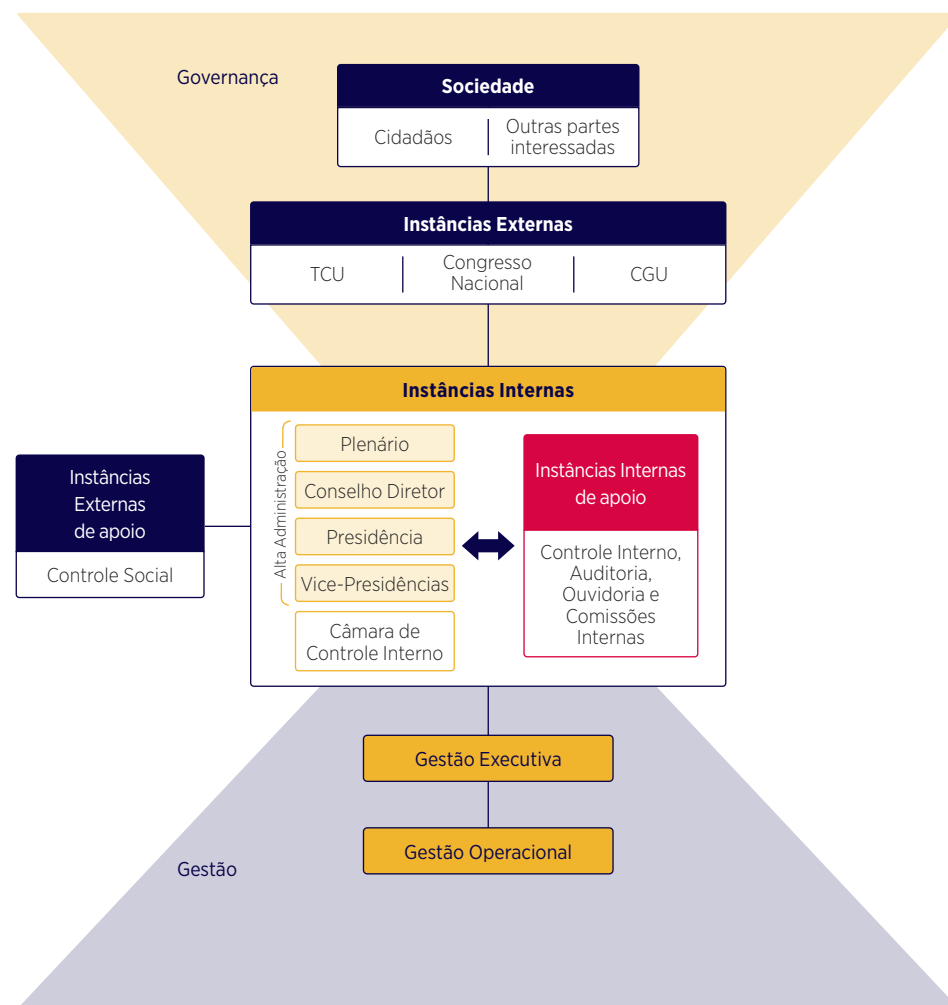 Governança
Sociedade
Cidadãos
Outras partes
interessadas
Instâncias Externas
TCU
Congresso
Nacional
CGU
Instâncias Internas
Alta Administração
Plenário
Conselho Diretor
Presidência
Vice-Presidências
Câmara de
Controle Interno
Instâncias Internas
de apoio
Controle Interno,
Auditoria,
Ouvidoria e
Comissões
Internas
Instâncias
Externas
de apoio
Controle Social
Gestão Executiva
Gestão Operacional
Gestão